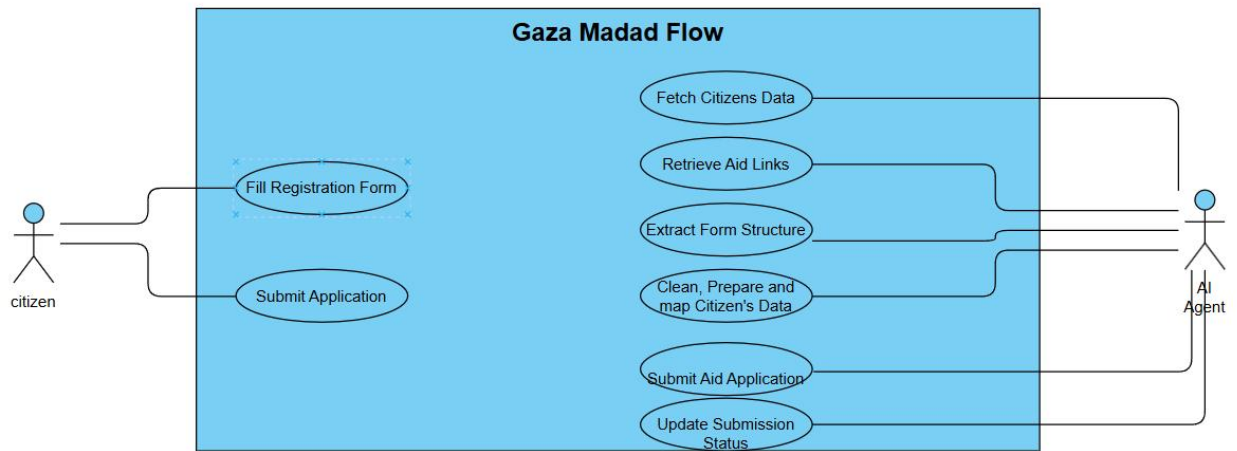 Gaza Madad Flow
Fetch Citizens Data
Retrieve Aid Links
Fill Registration Form
Extract Form Structure
citizen
Submit Application
Clean, Prepare and
map Citizen's Data
AI
Agent
Submit Aid Application
Update Submission
Status